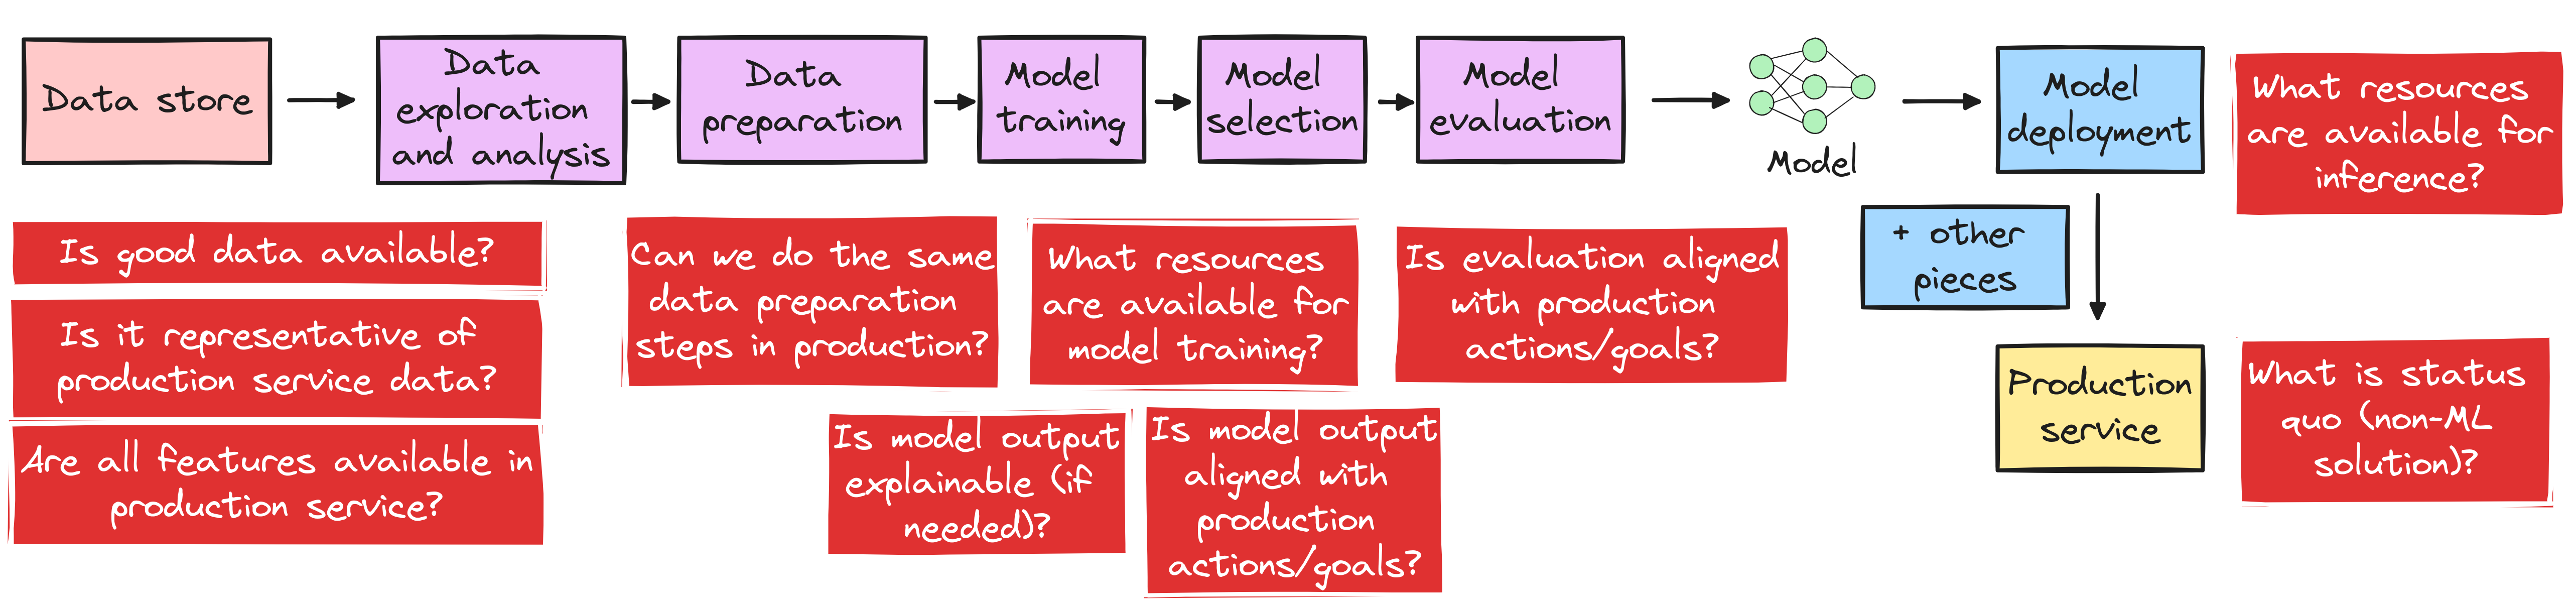 Data store
Data
exploration
and analysis
Data
preparation
Model
training
Model
selection
Model
evaluation
Model
Model
deployment
What resources
are available for
inference?
+ other
pieces
Is good data available?
Is it representative of
production service data?
Are all features available in
production service?
Can we do the same
data preparation
steps in production?
What resources
are available for
model training?
Is evaluation aligned
with production
actions/goals?
Is model output
explainable (if
needed)?
Is model output
aligned with
production
actions/goals?
Production
service
What is status
quo (non-ML
solution)?